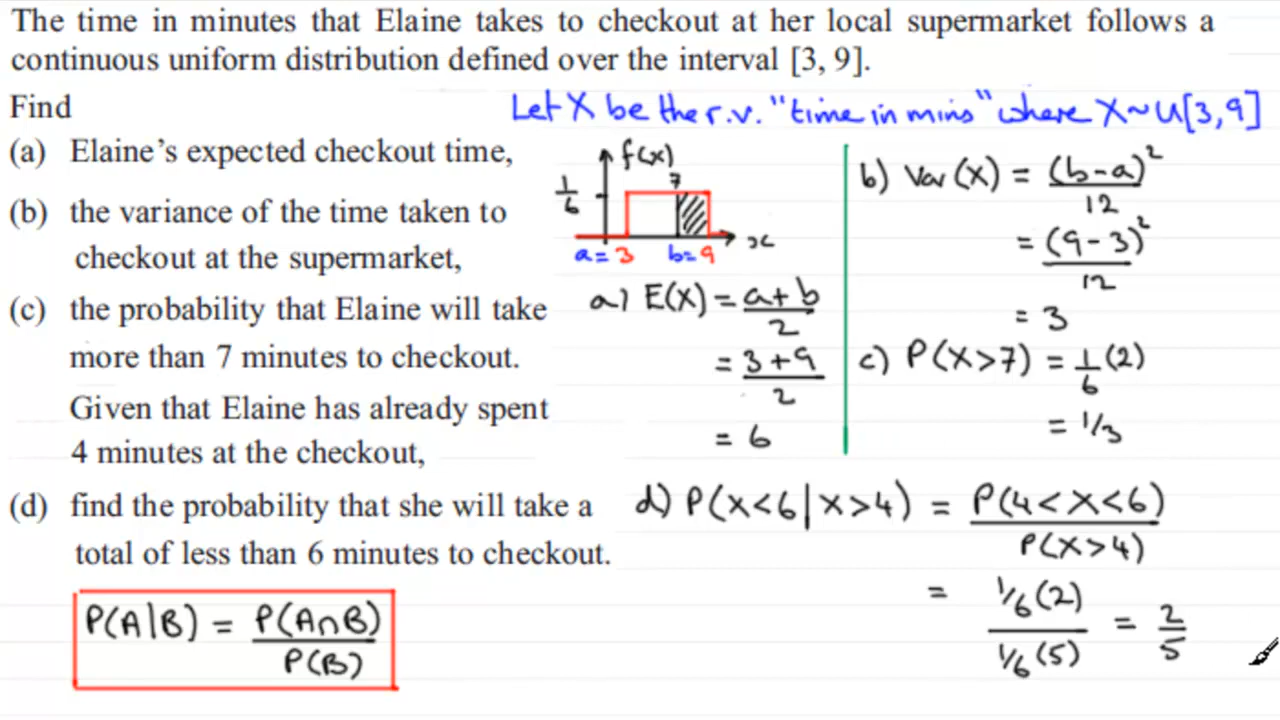 The time in minutes that Elaine takes to checkout at her local supermarket follows a
continuous uniform distribution defined over the interval [3, 9].
Find
(a) Elaine's expected checkout time,
(b) the variance of the time taken to
checkout at the supermarket,
(c) the probability that Elaine will take
more than 7 minutes to checkout.
Given that Elaine has already spent
4 minutes at the checkout,
(d) find the probability that she will take a
total of less than 6 minutes to checkout.
P(A|B) = P(A∩B)
P(B)
Let X be the r.v. "time in mins" where X~U[3,9]
f(x)
7
1/6
x
a=3 b=9
a) E(X) = a+b
2
= 3+9
2
= 6
b) Var(X) = (b-a)²
12
= (9-3)²
12
= 3
c) P(X>7) = 1/6 (2)
= 1/3
d) P(X<6|X>4) = P(4<X<6)
P(X>4)
= 1/6(2) = 2
1/6(5) 5